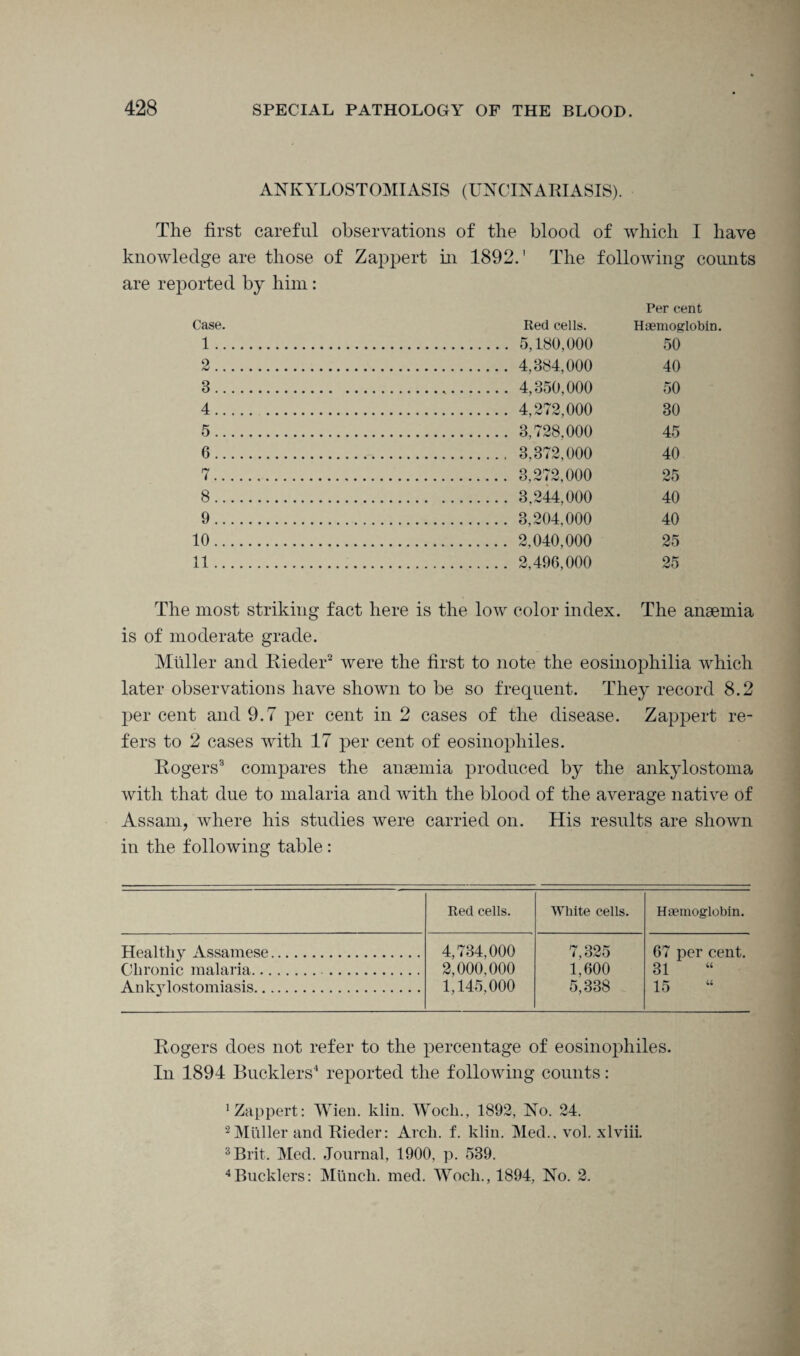 428 SPECIAL PATHOLOGY OF THE BLOOD.
ANKYLOSTOMIASIS (UNCINARIASIS).
The first careful observations of the blood of which I have
knowledge are those of Zappert in 1892.¹ The following counts
are reported by him:
Per cent
Case. Red cells. Hæmoglobin.
1 ........ 5,180,000 50
2 ........ 4,384,000 40
3 ........ 4,350,000 50
4 ........ 4,272,000 30
5 ........ 3,728,000 45
6 ........ 3,372,000 40
7 ........ 3,272,000 25
8 ........ 3,244,000 40
9 ........ 3,204,000 40
10 ........ 2,040,000 25
11 ........ 2,496,000 25
The most striking fact here is the low color index. The anæmia
is of moderate grade.
Müller and Rieder² were the first to note the eosinophilia which
later observations have shown to be so frequent. They record 8.2
per cent and 9.7 per cent in 2 cases of the disease. Zappert re-
fers to 2 cases with 17 per cent of eosinophiles.
Rogers³ compares the anæmia produced by the ankylostoma
with that due to malaria and with the blood of the average native of
Assam, where his studies were carried on. His results are shown
in the following table:
Red cells. White cells. Hæmoglobin.
Healthy Assamese........ 4,734,000 7,325 67 per cent.
Chronic malaria........ 2,000,000 1,600 31 "
Ankylostomiasis........ 1,145,000 5,338 15 "
Rogers does not refer to the percentage of eosinophiles.
In 1894 Bucklers⁴ reported the following counts:
¹ Zappert: Wien. klin. Woch., 1892, No. 24.
² Müller and Rieder: Arch. f. klin. Med., vol. xlviii.
³ Brit. Med. Journal, 1900, p. 539.
⁴ Bucklers: Münch. med. Woch., 1894, No. 2.